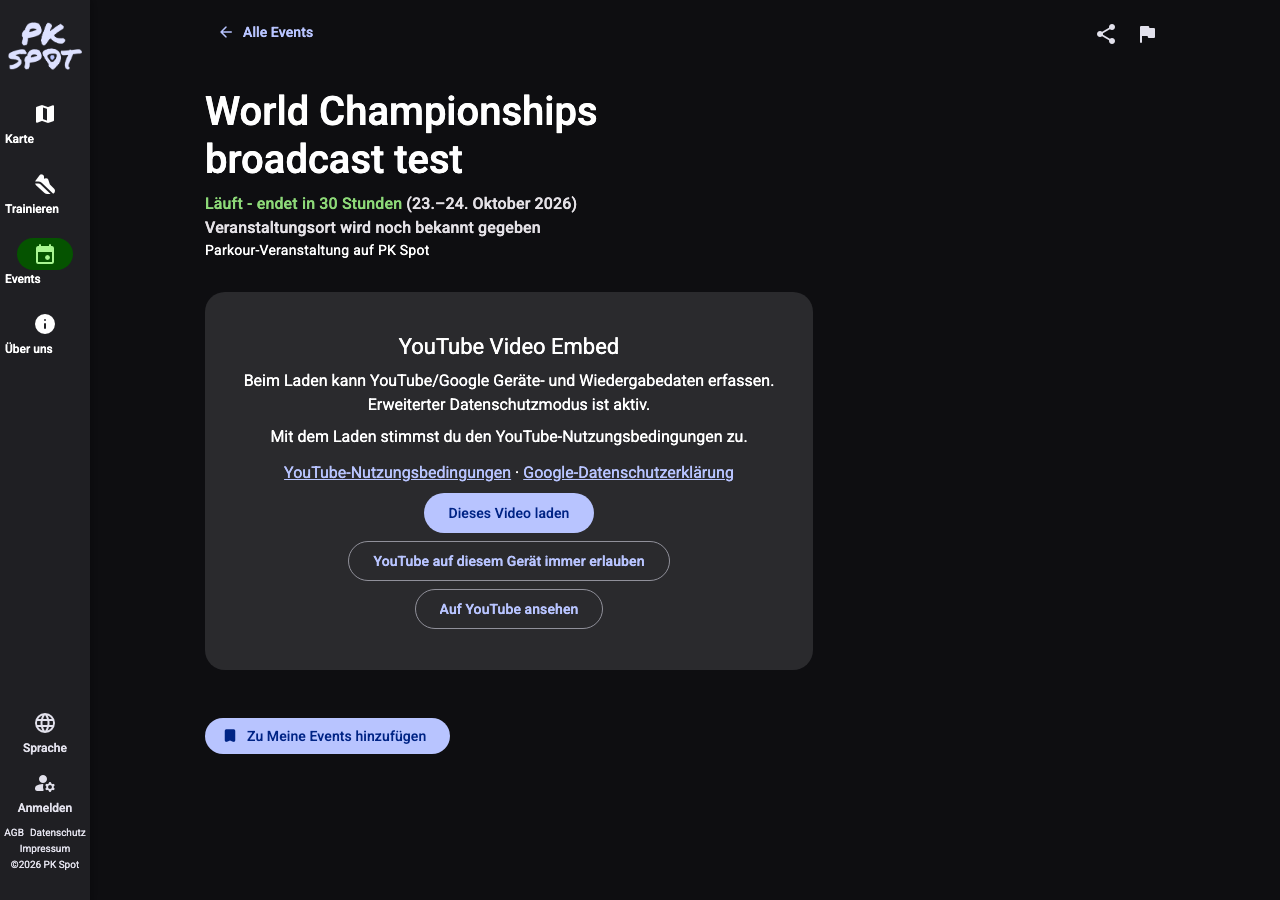 PK
SPOT
Karte
Trainieren
Events
Über uns
Sprache
Anmelden
AGB Datenschutz
Impressum
©2026 PK Spot
Alle Events
World Championships
broadcast test
Läuft - endet in 30 Stunden (23.–24. Oktober 2026)
Veranstaltungsort wird noch bekannt gegeben
Parkour-Veranstaltung auf PK Spot
YouTube Video Embed
Beim Laden kann YouTube/Google Geräte- und Wiedergabedaten erfassen.
Erweiterter Datenschutzmodus ist aktiv.
Mit dem Laden stimmst du den YouTube-Nutzungsbedingungen zu.
YouTube-Nutzungsbedingungen · Google-Datenschutzerklärung
Dieses Video laden
YouTube auf diesem Gerät immer erlauben
Auf YouTube ansehen
Zu Meine Events hinzufügen